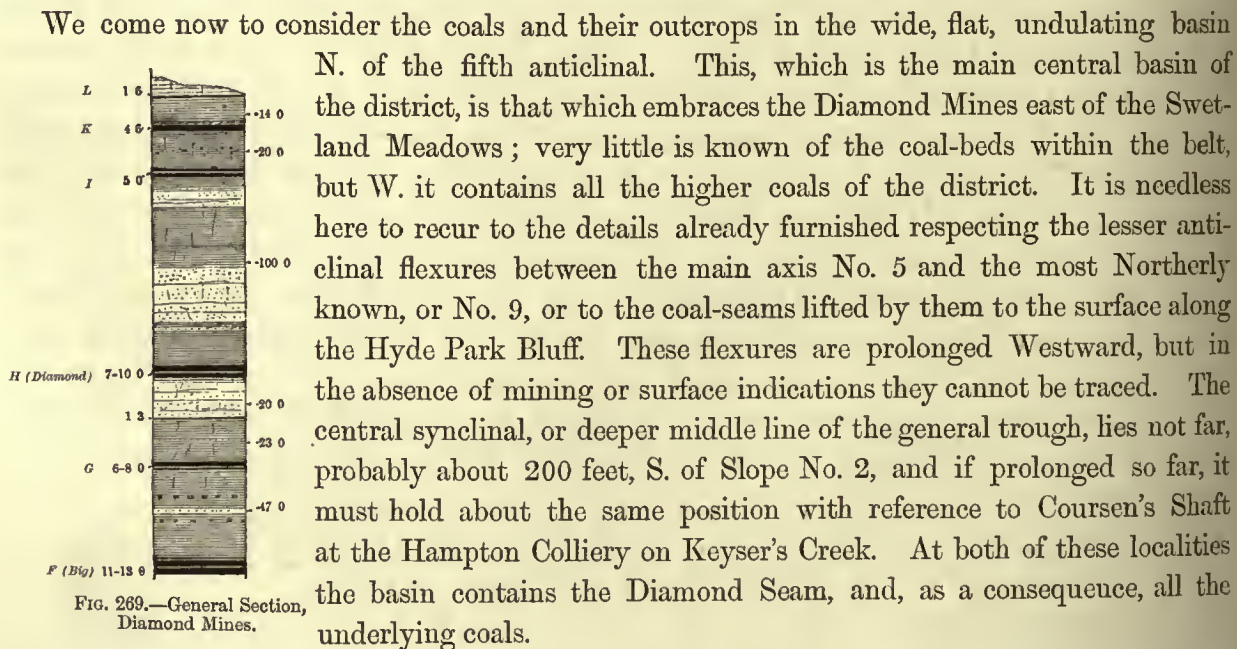 We come now to consider the coals and their outcrops in the wide, flat, undulating basin
N. of the fifth anticlinal. This, which is the main central basin of
the district, is that which embraces the Diamond Mines east of the Swet-
land Meadows; very little is known of the coal-beds within the belt,
but W. it contains all the higher coals of the district. It is needless
here to recur to the details already furnished respecting the lesser anti-
clinal flexures between the main axis No. 5 and the most Northerly
known, or No. 9, or to the coal-seams lifted by them to the surface along
the Hyde Park Bluff. These flexures are prolonged Westward, but in
the absence of mining or surface indications they cannot be traced. The
central synclinal, or deeper middle line of the general trough, lies not far,
probably about 200 feet, S. of Slope No. 2, and if prolonged so far, it
must hold about the same position with reference to Coursen's Shaft
at the Hampton Colliery on Keyser's Creek. At both of these localities
the basin contains the Diamond Seam, and, as a consequence, all the
underlying coals.
L 1 6
-14 0
K 4 6
-20 0
I 5 0
-100 0
H (Diamond) 7-10 0
-20 0
1 3
-23 0
G 6-8 0
-47 0
F (Big) 11-13 0
FIG. 269.—General Section,
Diamond Mines.